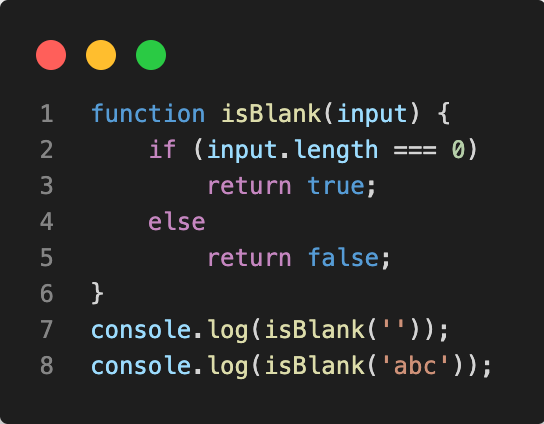 1 function isBlank(input) {
2     if (input.length === 0)
3         return true;
4     else
5         return false;
6 }
7 console.log(isBlank(''));
8 console.log(isBlank('abc'));